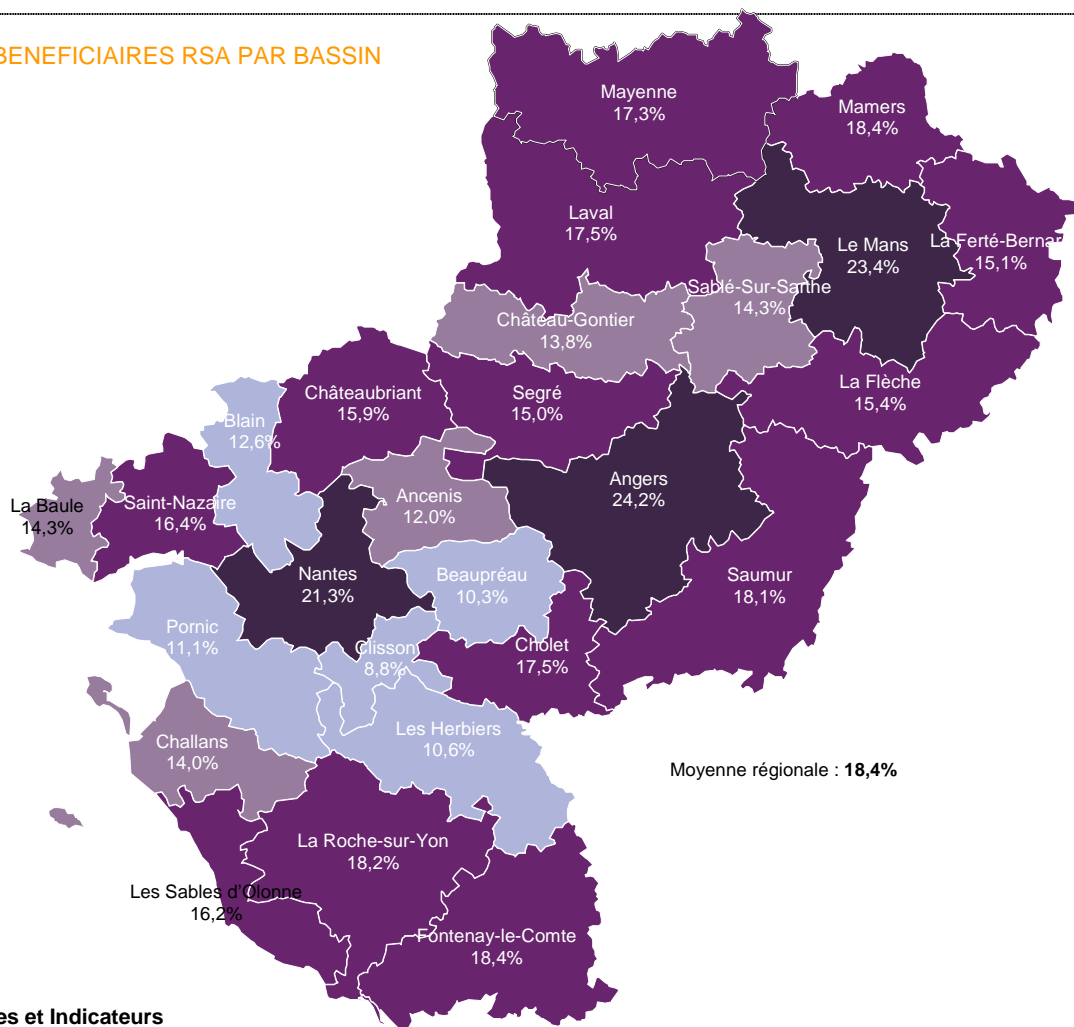 BENEFICIAIRES RSA PAR BASSIN
Mayenne
17,3%
Mamers
18,4%
Laval
17,5%
Le Mans
23,4%
La Ferté-Bernar
15,1%
Sablé-Sur-Sarthe
14,3%
Château-Gontier
13,8%
La Flèche
15,4%
Châteaubriant
15,9%
Segré
15,0%
Blain
12,6%
Angers
24,2%
Ancenis
12.0%
La Baule
14,3%
Saint-Nazaire
16,4%
Nantes
21,3%
Beaupréau
10,3%
Saumur
18,1%
Pornic
11,1%
Clisson
8,8%
Cholet
17,5%
Les Herbiers
10,6%
Challans
14,0%
Moyenne régionale : 18,4%
La Roche-sur-Yon
18,2%
Les Sables d'Olonne
16,2%
Fontenay-le-Comte
18,4%
es et Indicateurs